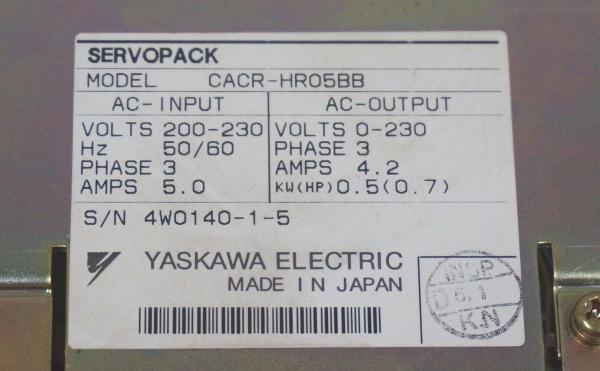 SERVOPACK
MODEL CACR-HR05BB
AC-INPUT AC-OUTPUT
VOLTS 200-230 VOLTS 0-230
Hz 50/60 PHASE 3
PHASE 3 AMPS 4.2
AMPS 5.0 KW(HP) 0.5(0.7)
S/N 4W0140-1-5
YASKAWA ELECTRIC
MADE IN JAPAN
INSP
K.N